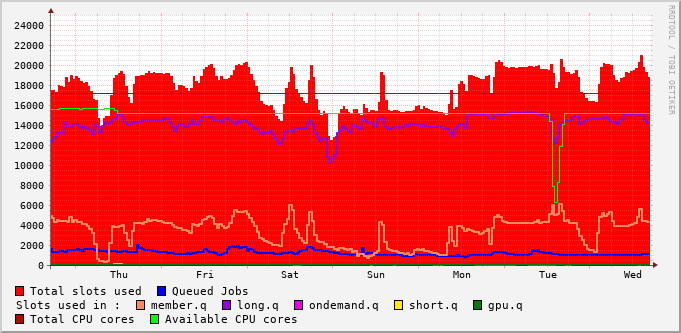 24000
22000
20000
18000
16000
14000
12000
10000
8000
6000
4000
2000
0
Thu Fri Sat Sun Mon Tue Wed
RRDTOOL / TOBI OETIKER
Total slots used Queued Jobs
Slots used in : member.q long.q ondemand.q short.q gpu.q
Total CPU cores Available CPU cores